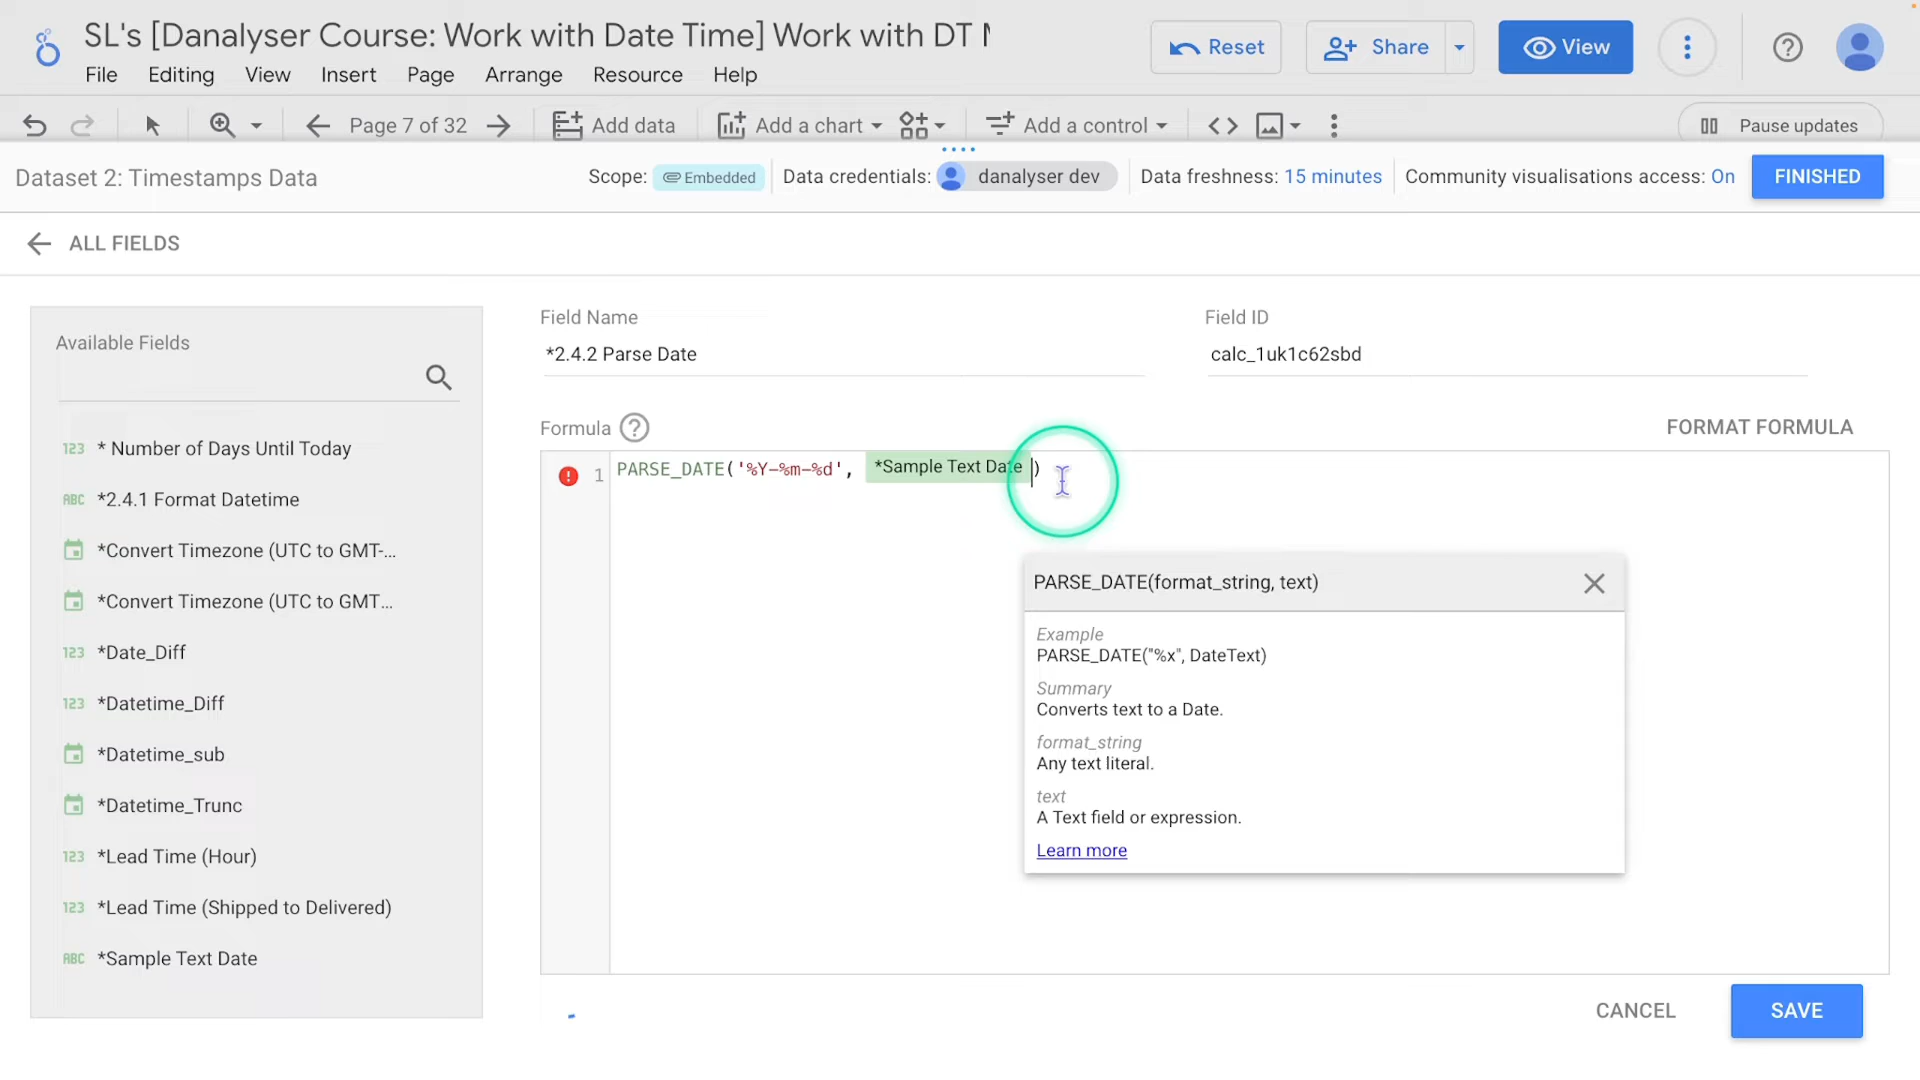 SL's [Danalyser Course: Work with Date Time] Work with DT
File Editing View Insert Page Arrange Resource Help
Reset
Share
View
Page 7 of 32
Add data
Add a chart
Add a control
Pause updates
Dataset 2: Timestamps Data
Scope: Embedded
Data credentials: danalyser dev
Data freshness: 15 minutes
Community visualisations access: On
FINISHED
ALL FIELDS
Available Fields
123 * Number of Days Until Today
ABC *2.4.1 Format Datetime
*Convert Timezone (UTC to GMT-...
*Convert Timezone (UTC to GMT...
123 *Date_Diff
123 *Datetime_Diff
*Datetime_sub
*Datetime_Trunc
123 *Lead Time (Hour)
123 *Lead Time (Shipped to Delivered)
ABC *Sample Text Date
Field Name
*2.4.2 Parse Date
Field ID
calc_1uk1c62sbd
Formula
FORMAT FORMULA
1 PARSE_DATE('%Y-%m-%d', *Sample Text Date )
PARSE_DATE(format_string, text)
Example
PARSE_DATE("%x", DateText)
Summary
Converts text to a Date.
format_string
Any text literal.
text
A Text field or expression.
Learn more
CANCEL
SAVE